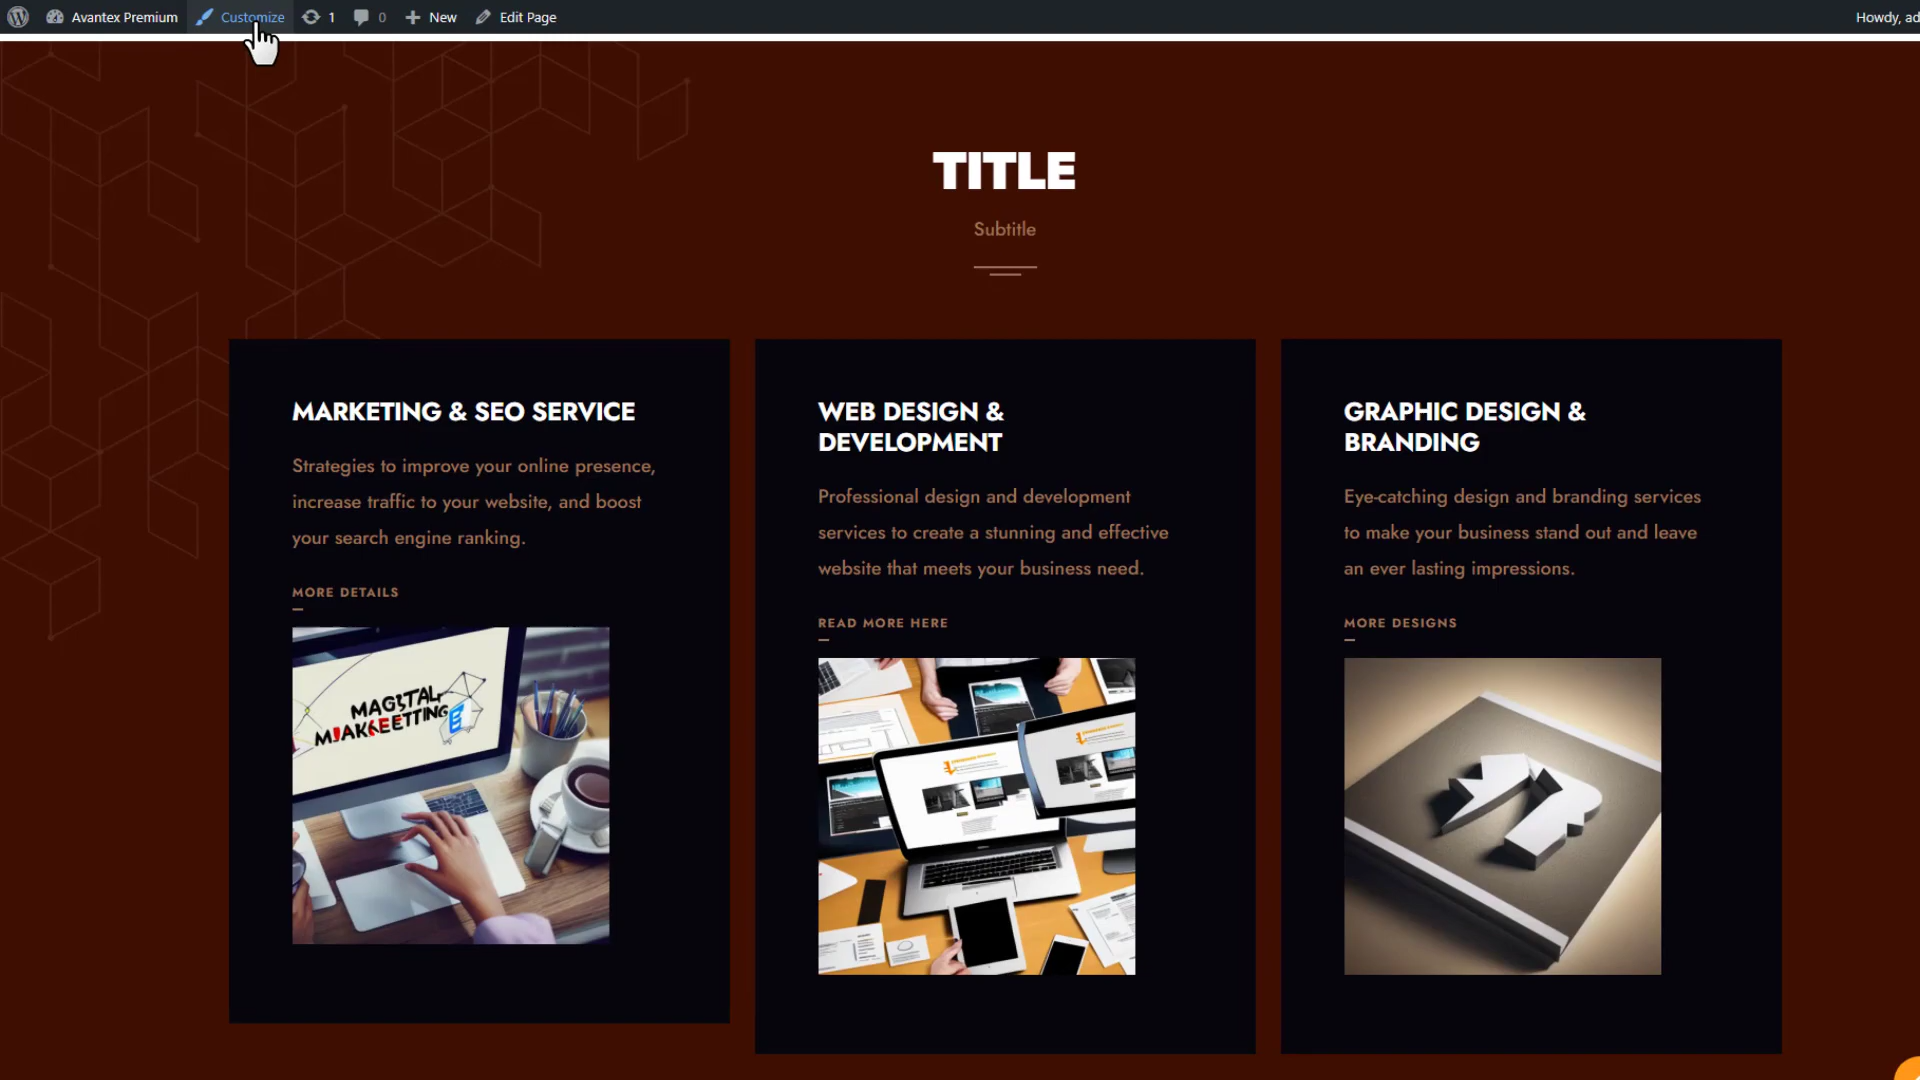 Avantex Premium Customize 1 0 New Edit Page Howdy, ad
TITLE
Subtitle
MARKETING & SEO SERVICE
Strategies to improve your online presence,
increase traffic to your website, and boost
your search engine ranking.
MORE DETAILS
MAGSTAL
MJAKKEETTING
WEB DESIGN &
DEVELOPMENT
Professional design and development
services to create a stunning and effective
website that meets your business need.
READ MORE HERE
GRAPHIC DESIGN &
BRANDING
Eye-catching design and branding services
to make your business stand out and leave
an ever lasting impressions.
MORE DESIGNS